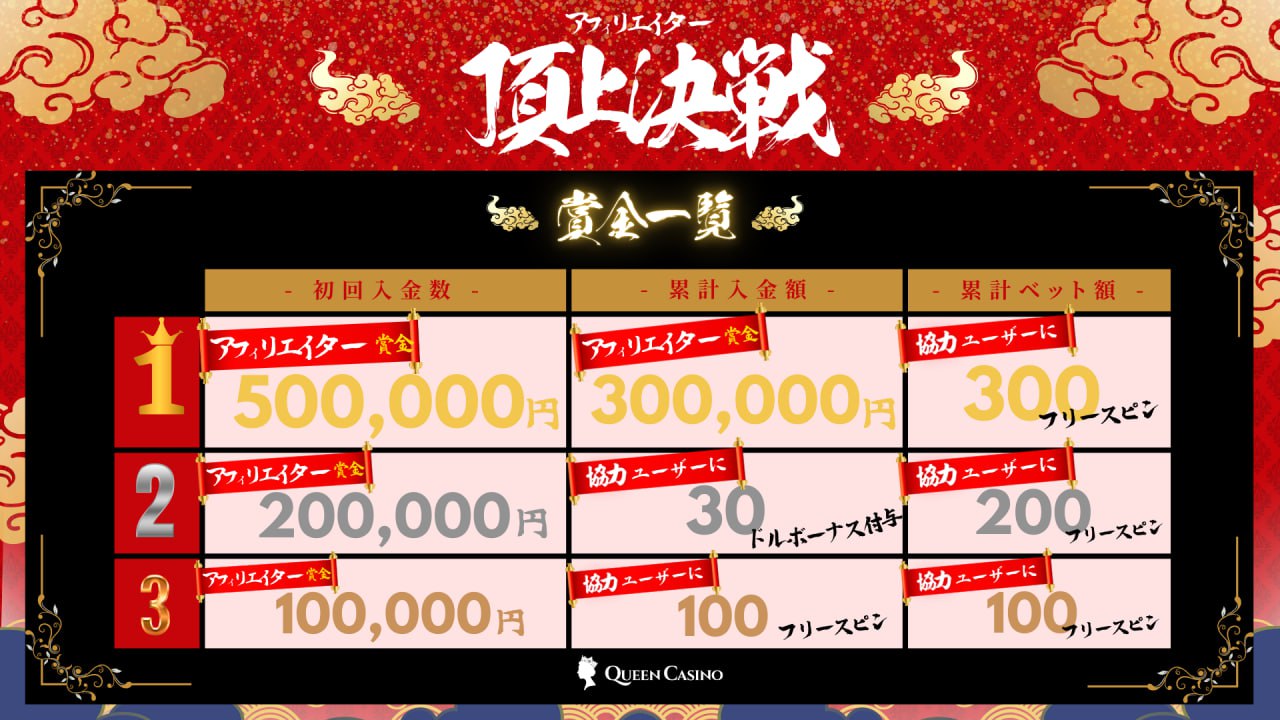 アフィリエイター
頂上決戦
賞金一覧
- 初回入金数 -
- 累計入金額 -
- 累計ベット額 -
1
アフィリエイター 賞金
500,000円
アフィリエイター 賞金
300,000円
協力ユーザーに
300
フリースピン
2
アフィリエイター 賞金
200,000円
協力ユーザーに
30
ドルボーナス付与
協力ユーザーに
200
フリースピン
3
アフィリエイター 賞金
100,000円
協力ユーザーに
100 フリースピン
協力ユーザーに
100
フリースピン
QUEEN CASINO